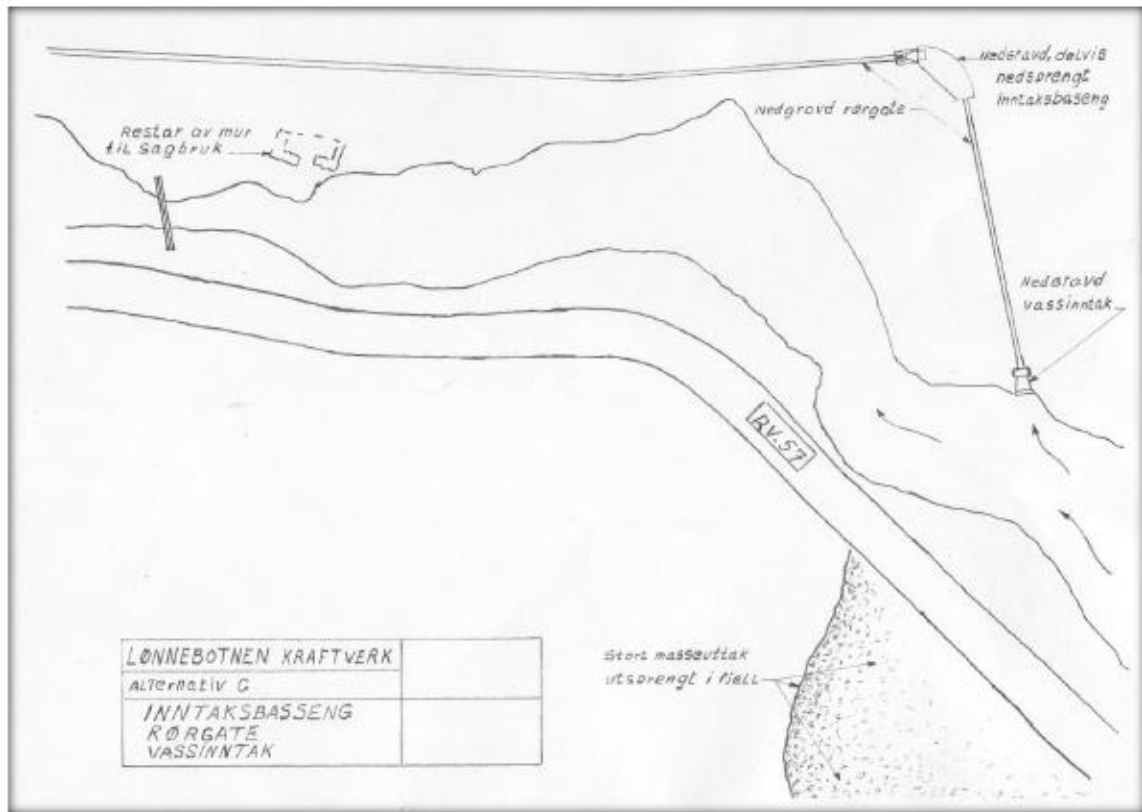 Nedgravd, delvis
nedsprengt
Inntaksbaseng
Nedgravd rørgate
Restar av mur
til sagbruk
Nedgravd
vassinntak
RV.57
Stort masseuttak
utsprengt i fjell
LØNNEBOTNEN KRAFTVERK
ALTERNATIV C
INNTAKSBASSENG
RØRGATE
VASSINNTAK